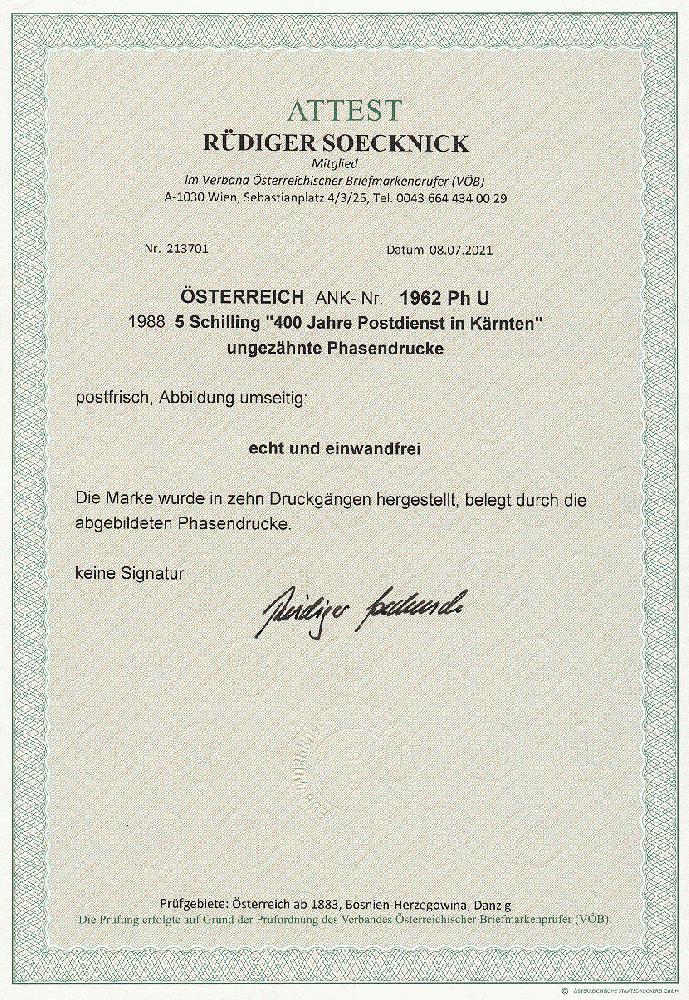 ATTEST
RÜDIGER SOECKNICK
Mitglied
Im Verband Österreichischer Briefmarkenprüfer (VÖB)
A-1030 Wien, Sebastianplatz 4/3/25, Tel. 0043 664 434 00 29
Nr. 213701 Datum 08.07.2021
ÖSTERREICH ANK-Nr. 1962 Ph U
1988 5 Schilling "400 Jahre Postdienst in Kärnten"
ungezähnte Phasendrucke
postfrisch, Abbildung umseitig:
echt und einwandfrei
Die Marke wurde in zehn Druckgängen hergestellt, belegt durch die
abgebildeten Phasendrucke.
keine Signatur
Rüdiger Soecknick
Prüfgebiete: Österreich ab 1883, Bosnien-Herzegowina, Danzig
Die Prüfung erfolgte auf Grund der Prüfordnung des Verbandes Österreichischer Briefmarkenprüfer (VÖB).
© ÖSTERREICHISCHE STAATSDRUCKEREI GmbH